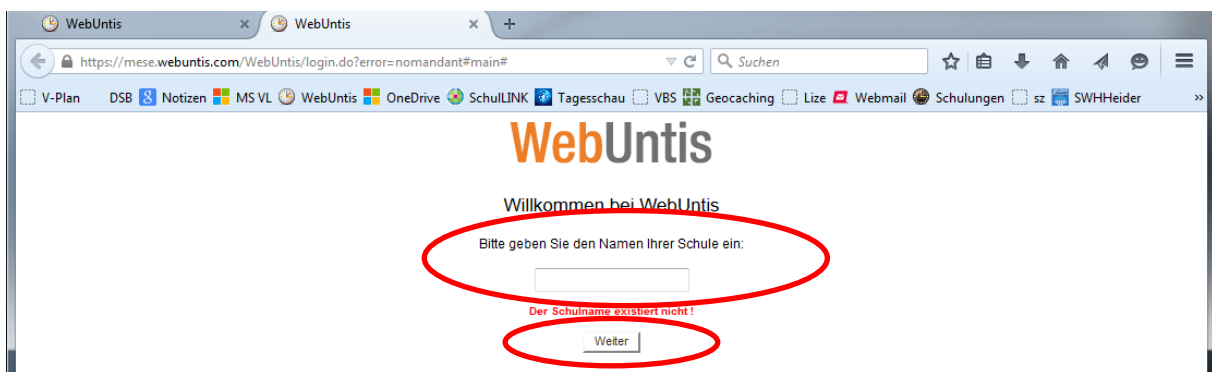 WebUntis × WebUntis × +
https://mese.webuntis.com/WebUntis/login.do?error=nomandant#main# Suchen
V-Plan DSB 8 Notizen MS VL WebUntis OneDrive SchulLINK Tagesschau VBS Geocaching Lize Webmail Schulungen sz SWHHeider »
WebUntis
Willkommen bei WebUntis
Bitte geben Sie den Namen Ihrer Schule ein:
Der Schulname existiert nicht !
Weiter